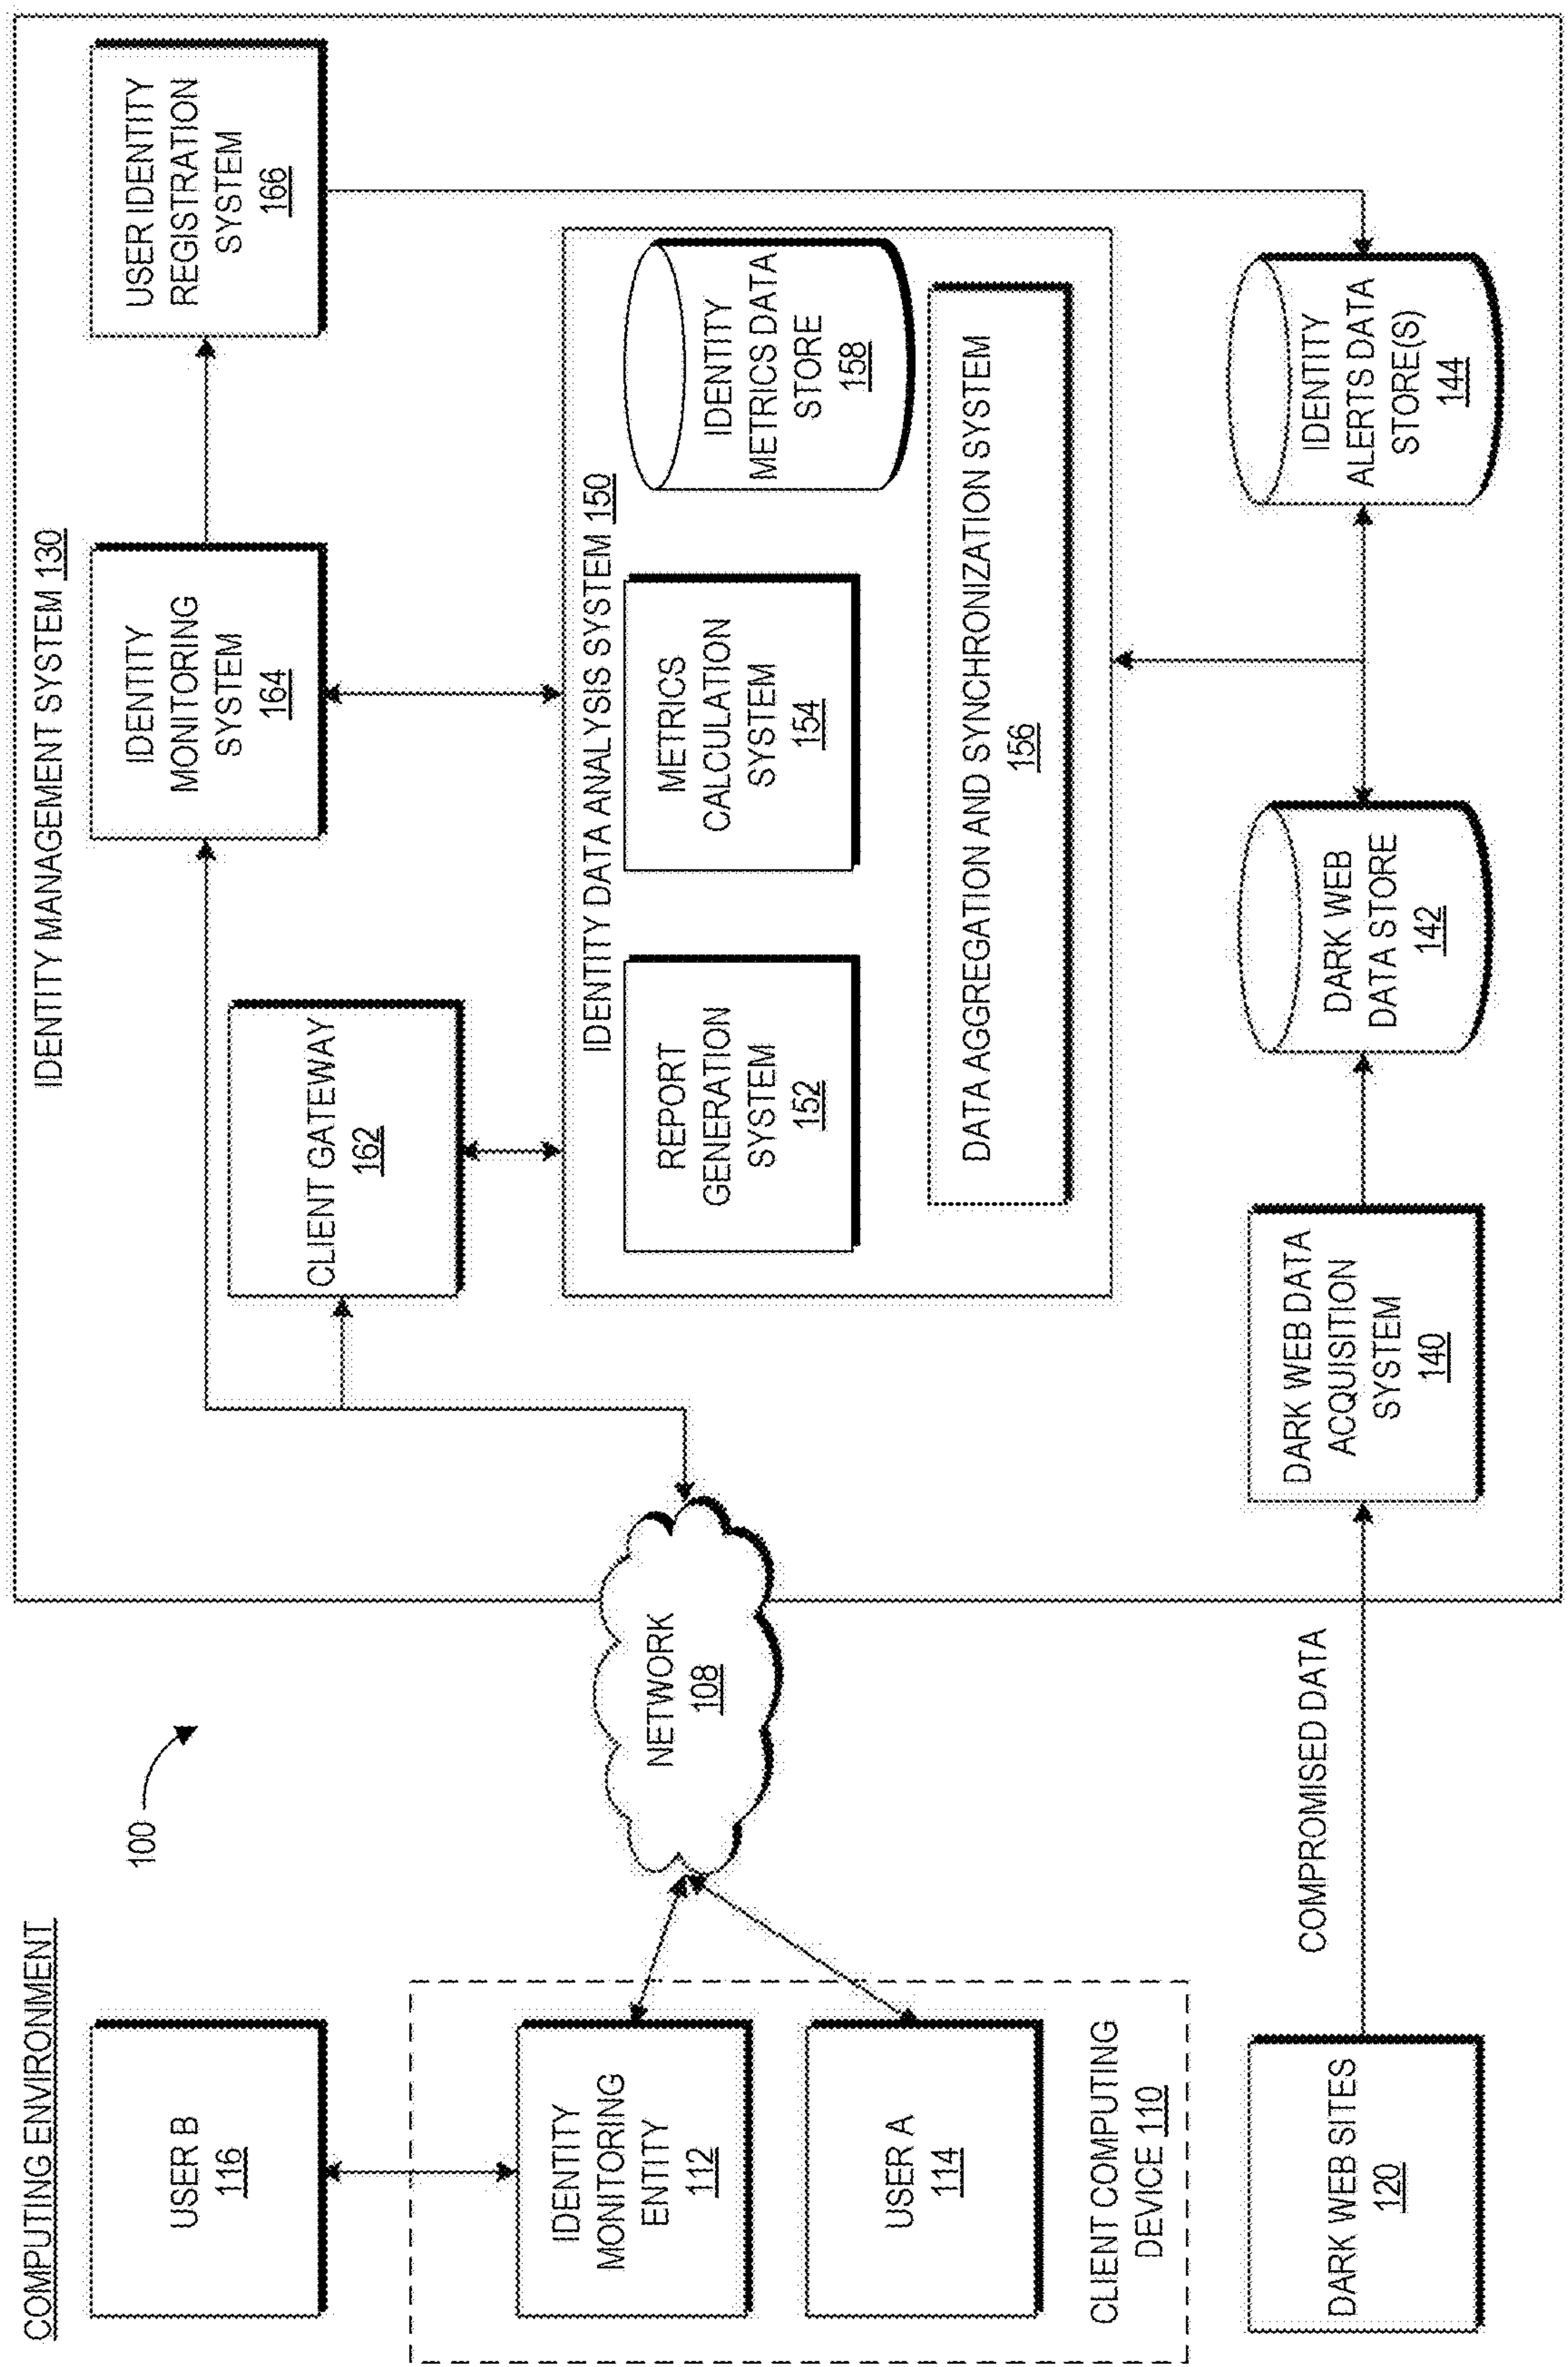 COMPUTING ENVIRONMENT
100
USER B
116
IDENTITY
MONITORING
ENTITY
112
USER A
114
CLIENT COMPUTING
DEVICE 110
DARK WEB SITES
120
COMPROMISED DATA
NETWORK
108
IDENTITY MANAGEMENT SYSTEM 130
CLIENT GATEWAY
162
IDENTITY
MONITORING
SYSTEM
164
USER IDENTITY
REGISTRATION
SYSTEM
166
IDENTITY DATA ANALYSIS SYSTEM 150
REPORT
GENERATION
SYSTEM
152
METRICS
CALCULATION
SYSTEM
154
IDENTITY
METRICS DATA
STORE
158
DATA AGGREGATION AND SYNCHRONIZATION SYSTEM
156
DARK WEB DATA
ACQUISITION
SYSTEM
140
DARK WEB
DATA STORE
142
IDENTITY
ALERTS DATA
STORE(S)
144